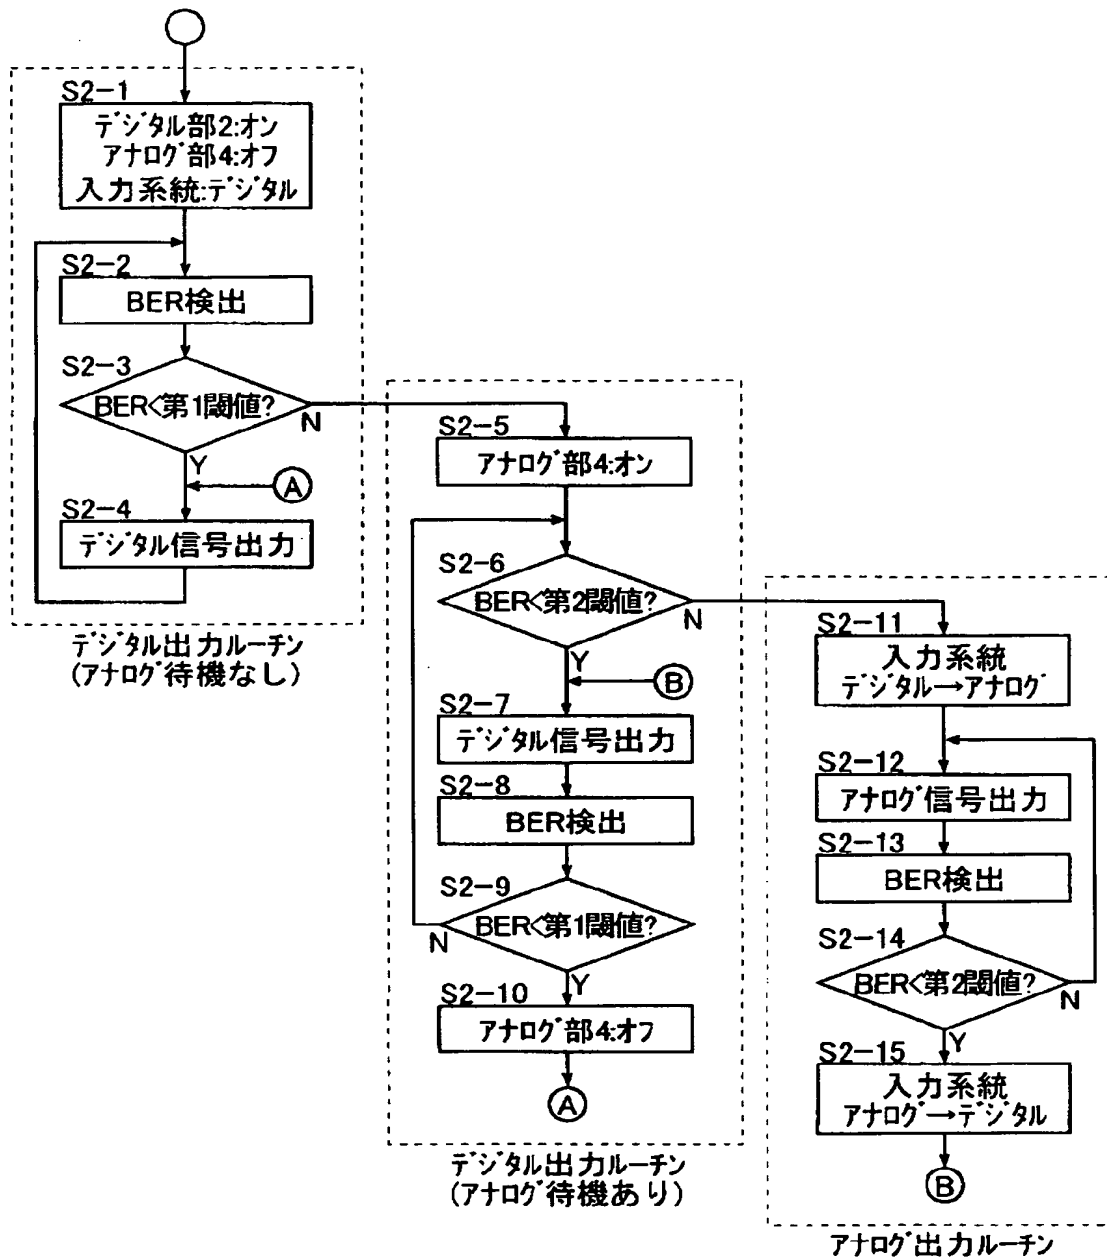 S2-1
デジタル部2:オン
アナログ部4:オフ
入力系統:デジタル
S2-2
BER検出
S2-3
BER<第1閾値?
N
Y
A
S2-4
デジタル信号出力
デジタル出力ルーチン
(アナログ待機なし)
S2-5
アナログ部4:オン
S2-6
BER<第2閾値?
N
Y
B
S2-7
デジタル信号出力
S2-8
BER検出
S2-9
BER<第1閾値?
N
Y
S2-10
アナログ部4:オフ
A
デジタル出力ルーチン
(アナログ待機あり)
S2-11
入力系統
デジタル→アナログ
S2-12
アナログ信号出力
S2-13
BER検出
S2-14
BER<第2閾値?
N
Y
S2-15
入力系統
アナログ→デジタル
B
アナログ出力ルーチン